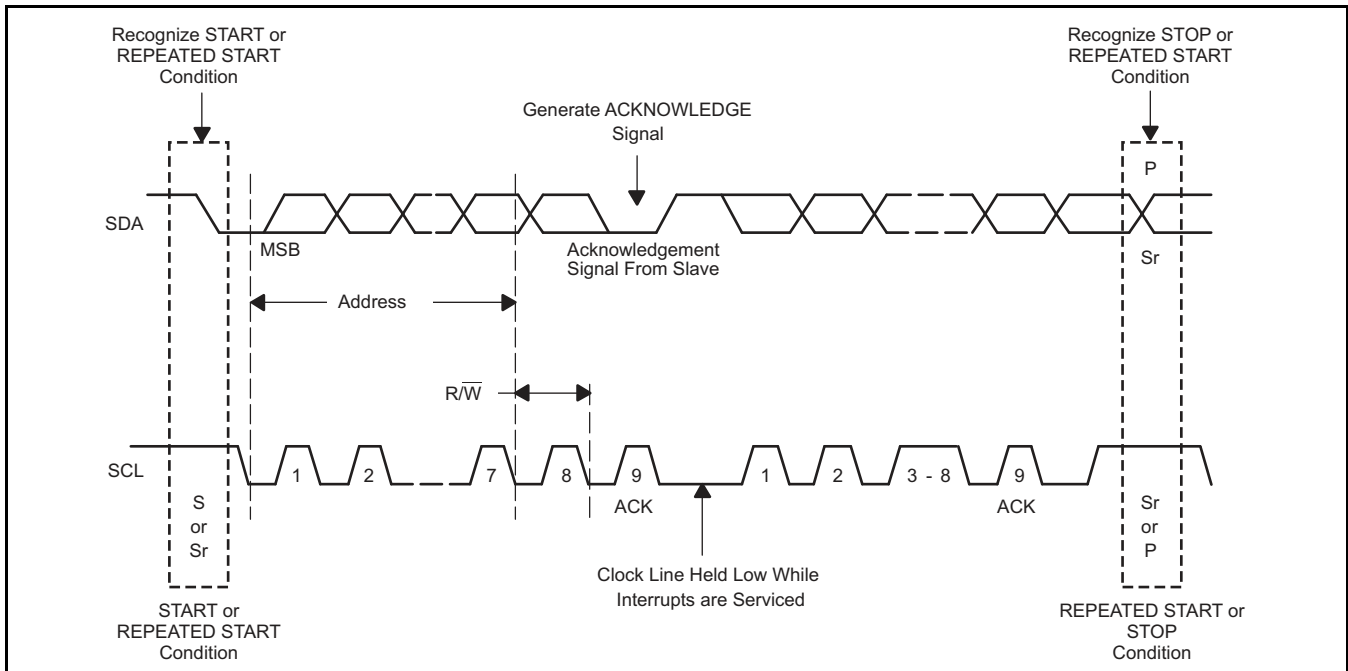 Recognize START or
REPEATED START
Condition
Recognize STOP or
REPEATED START
Condition
Generate ACKNOWLEDGE
Signal
P
SDA
MSB
Acknowledgement
Signal From Slave
Sr
Address
R/W̅
SCL
1
2
7
8
9
1
2
3 - 8
9
ACK
ACK
S
or
Sr
Sr
or
P
Clock Line Held Low While
Interrupts are Serviced
START or
REPEATED START
Condition
REPEATED START or
STOP
Condition